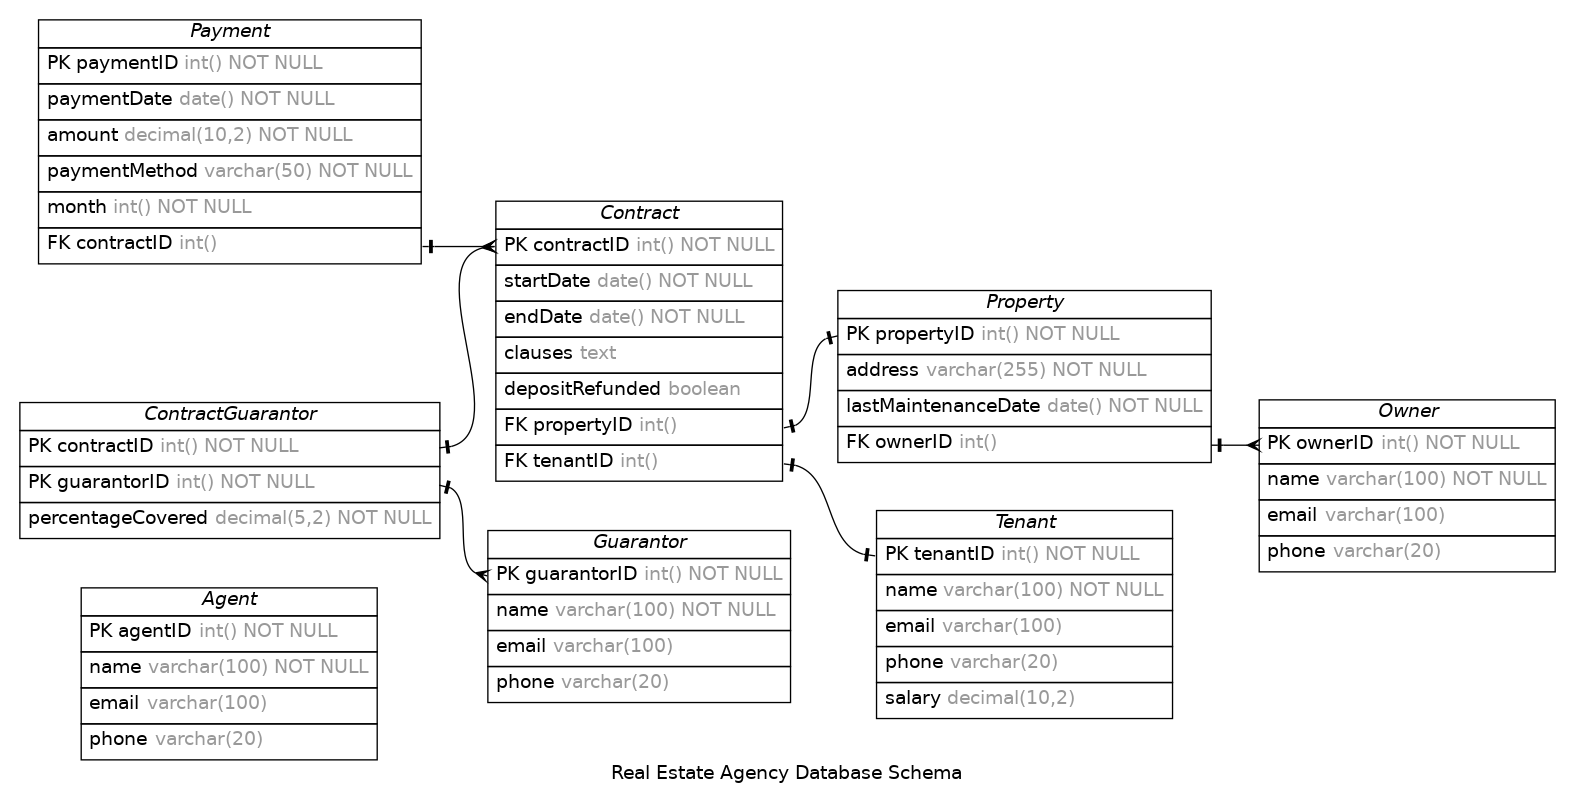 Payment
PK paymentID int() NOT NULL
paymentDate date() NOT NULL
amount decimal(10,2) NOT NULL
paymentMethod varchar(50) NOT NULL
month int() NOT NULL
FK contractID int()
Contract
PK contractID int() NOT NULL
startDate date() NOT NULL
endDate date() NOT NULL
clauses text
depositRefunded boolean
FK propertyID int()
FK tenantID int()
Property
PK propertyID int() NOT NULL
address varchar(255) NOT NULL
lastMaintenanceDate date() NOT NULL
FK ownerID int()
Owner
PK ownerID int() NOT NULL
name varchar(100) NOT NULL
email varchar(100)
phone varchar(20)
ContractGuarantor
PK contractID int() NOT NULL
PK guarantorID int() NOT NULL
percentageCovered decimal(5,2) NOT NULL
Guarantor
PK guarantorID int() NOT NULL
name varchar(100) NOT NULL
email varchar(100)
phone varchar(20)
Tenant
PK tenantID int() NOT NULL
name varchar(100) NOT NULL
email varchar(100)
phone varchar(20)
salary decimal(10,2)
Agent
PK agentID int() NOT NULL
name varchar(100) NOT NULL
email varchar(100)
phone varchar(20)
Real Estate Agency Database Schema